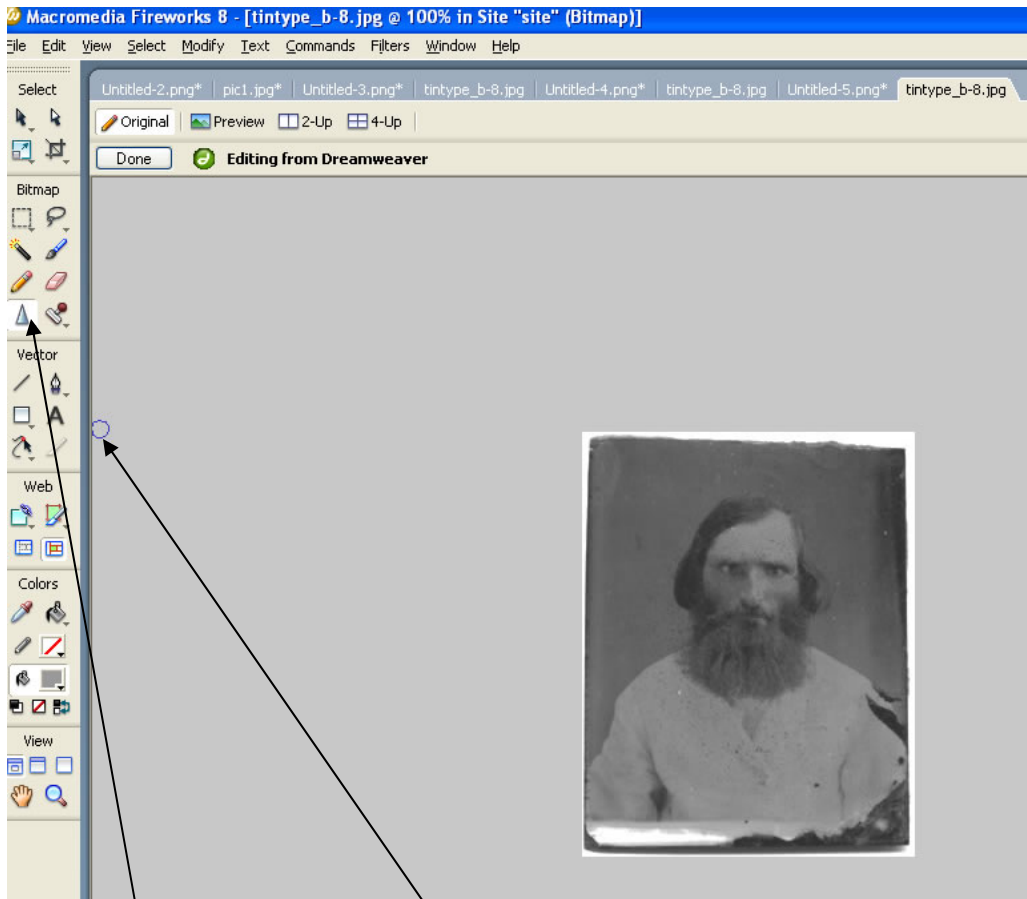 Macromedia Fireworks 8 - [tintype_b-8.jpg @ 100% in Site "site" (Bitmap)]
File Edit View Select Modify Text Commands Filters Window Help
Select
Untitled-2.png* pic1.jpg* Untitled-3.png* tintype_b-8.jpg Untitled-4.png* tintype_b-8.jpg Untitled-5.png* tintype_b-8.jpg
Original Preview 2-Up 4-Up
Done Editing from Dreamweaver
Bitmap
Vector
A
Web
Colors
View